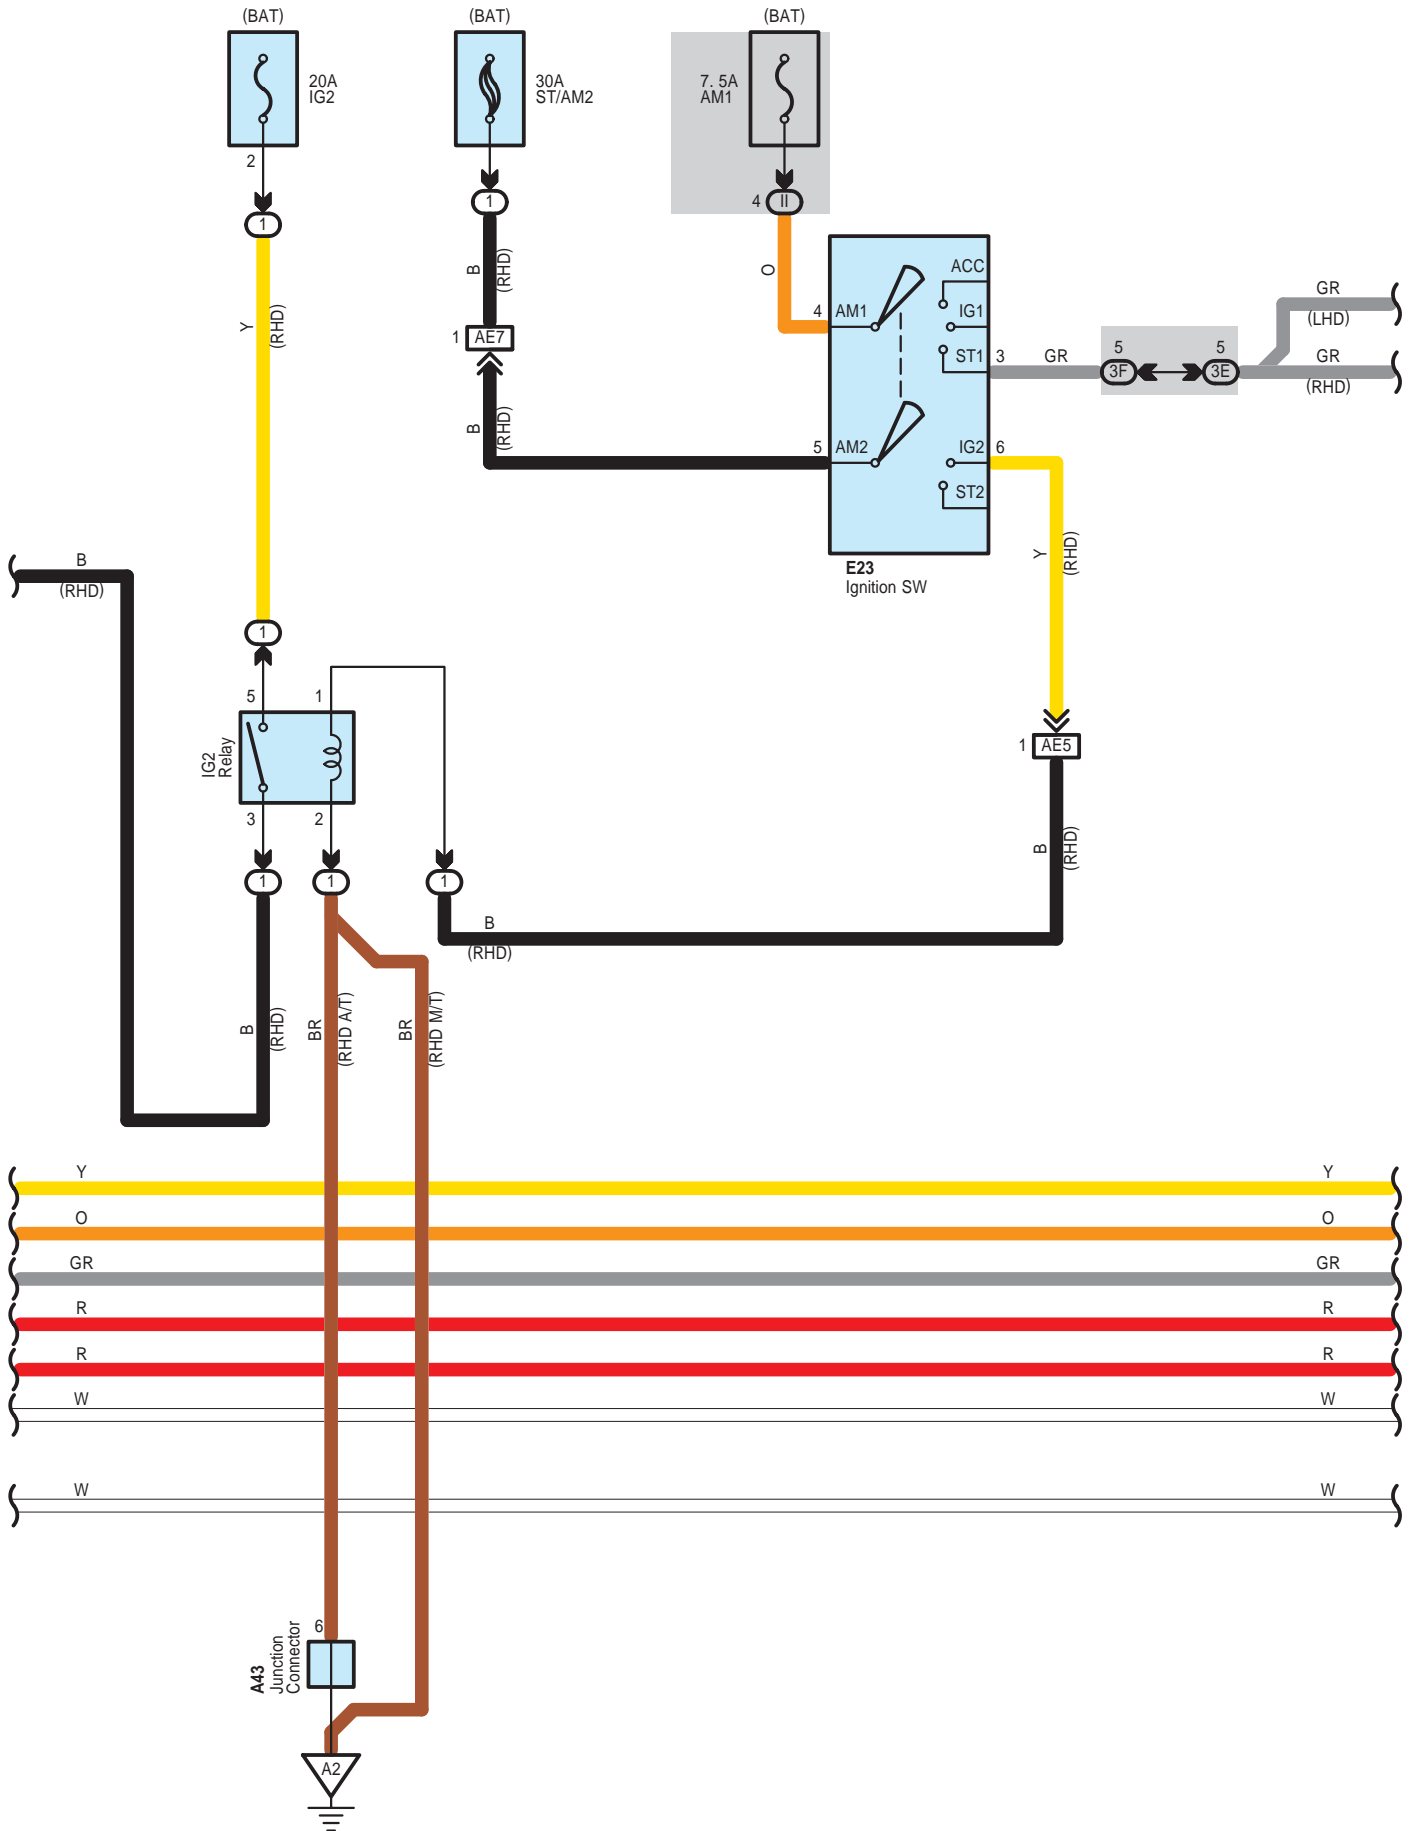 (BAT)
(BAT)
(BAT)
20A
IG2
30A
ST/AM2
7. 5A
AM1
2
1
1
4
II
B
(RHD)
O
Y
(RHD)
1
AE7
B
(RHD)
4
AM1
ACC
IG1
ST1
3
GR
5
3F
5
3E
GR
(LHD)
GR
(RHD)
5
AM2
IG2
6
ST2
E23
Ignition SW
Y
(RHD)
B
(RHD)
1
5
1
IG2
Relay
3
2
1
AE5
B
(RHD)
1
1
1
B
(RHD)
B
(RHD)
BR
(RHD A/T)
BR
(RHD M/T)
Y
Y
O
O
GR
GR
R
R
R
R
W
W
W
W
6
A43
Junction
Connector
A2